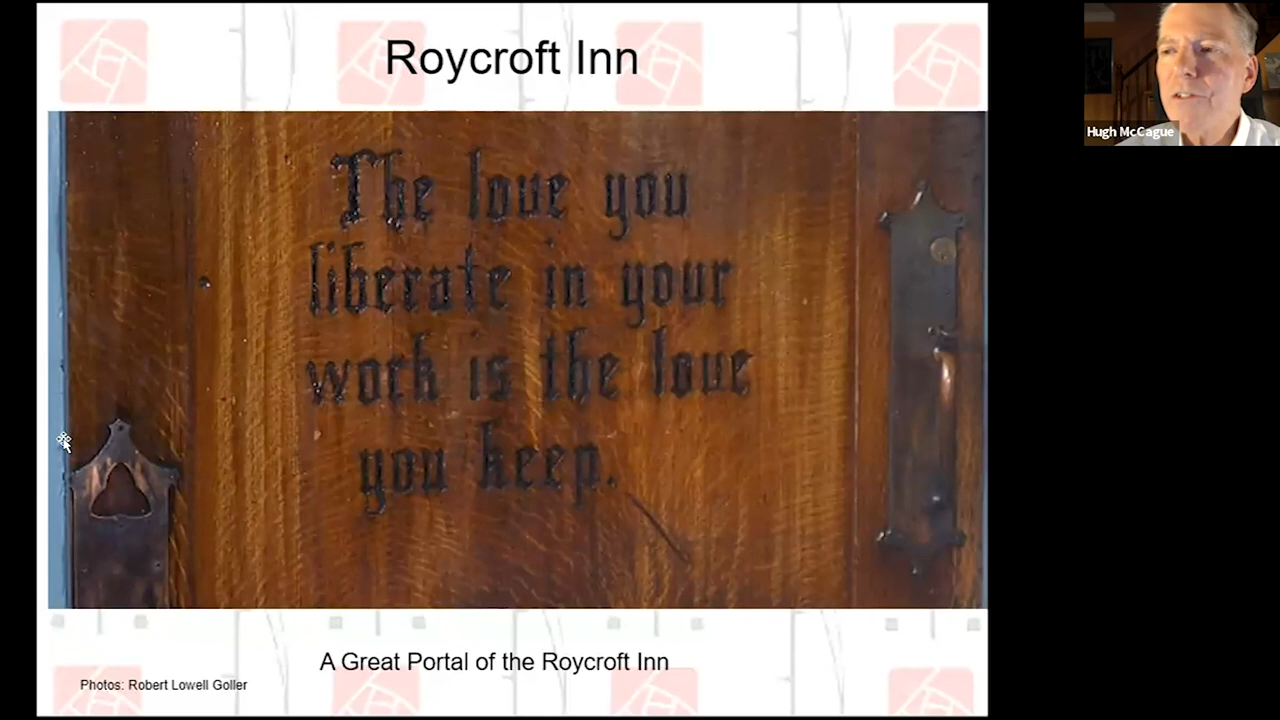 Roycroft Inn
Hugh McCague
The love you
liberate in your
work is the love
you keep.
A Great Portal of the Roycroft Inn
Photos: Robert Lowell Goller